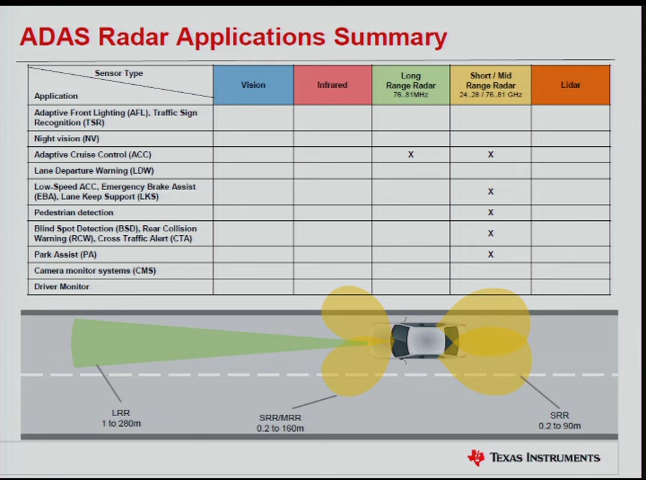 ADAS Radar Applications Summary
Sensor Type
Application
Vision
Infrared
Long
Range Radar
76..81MHz
Short / Mid
Range Radar
24..26 / 76..81 GHz
Lidar
Adaptive Front Lighting (AFL), Traffic Sign
Recognition (TSR)
Night vision (NV)
Adaptive Cruise Control (ACC) X X
Lane Departure Warning (LDW)
Low-Speed ACC, Emergency Brake Assist
(EBA), Lane Keep Support (LKS) X
Pedestrian detection X
Blind Spot Detection (BSD), Rear Collision
Warning (RCW), Cross Traffic Alert (CTA) X
Park Assist (PA) X
Camera monitor systems (CMS)
Driver Monitor
LRR
1 to 280m
SRR/MRR
0.2 to 160m
SRR
0.2 to 90m
TEXAS INSTRUMENTS